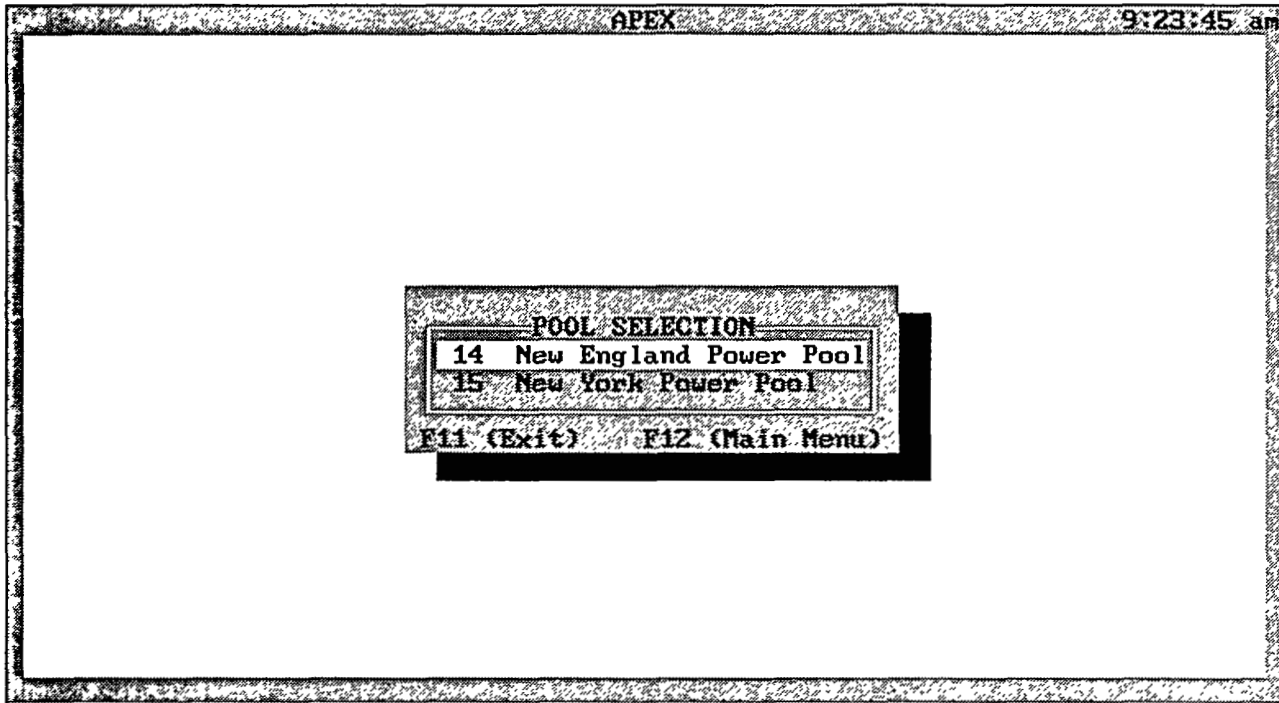 APEX 9:23:45 am
POOL SELECTION
14 New England Power Pool
15 New York Power Pool
F11 (Exit) F12 (Main Menu)